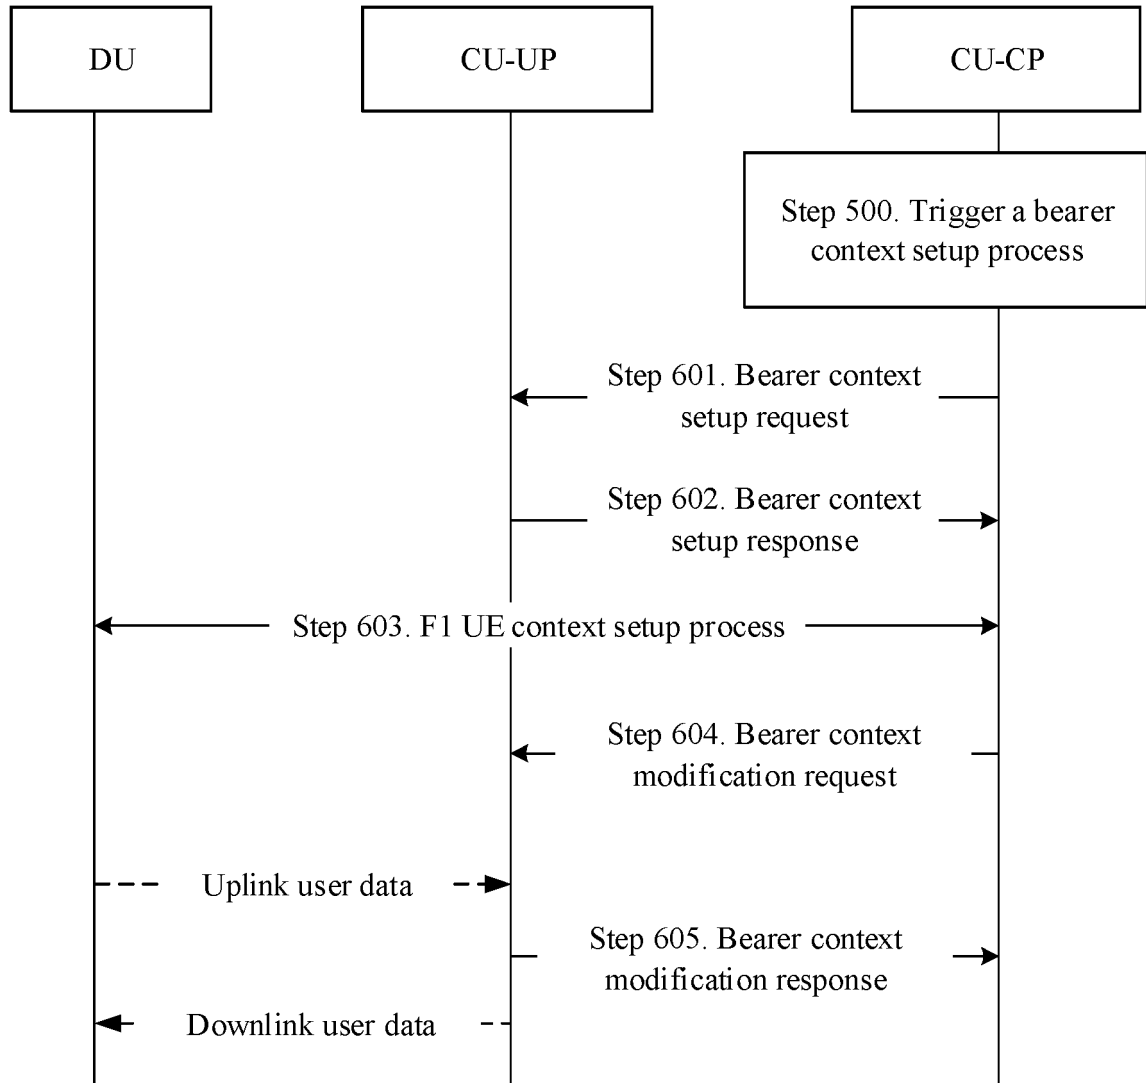 DU
CU-UP
CU-CP
Step 500. Trigger a bearer
context setup process
Step 601. Bearer context
setup request
Step 602. Bearer context
setup response
Step 603. F1 UE context setup process
Step 604. Bearer context
modification request
Uplink user data
Step 605. Bearer context
modification response
Downlink user data